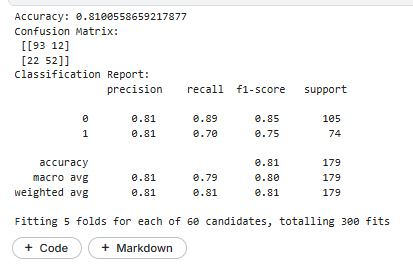 Accuracy: 0.8100558659217877
Confusion Matrix:
[[93 12]
[22 52]]
Classification Report:
precision recall f1-score support
0 0.81 0.89 0.85 105
1 0.81 0.70 0.75 74
accuracy 0.81 179
macro avg 0.81 0.79 0.80 179
weighted avg 0.81 0.81 0.81 179
Fitting 5 folds for each of 60 candidates, totalling 300 fits
+ Code + Markdown